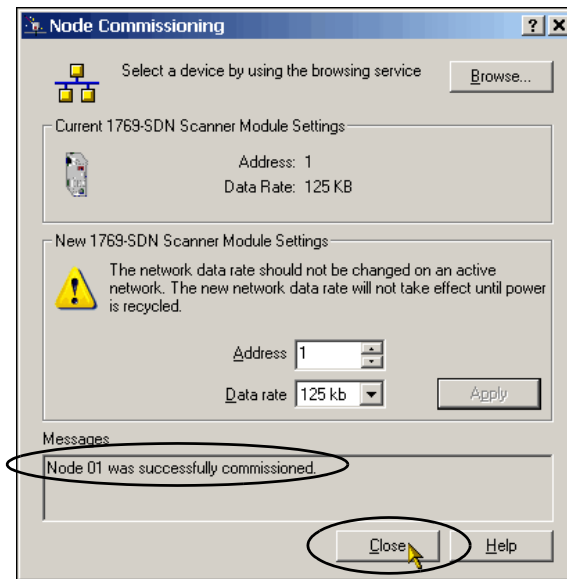 Node Commissioning
Select a device by using the browsing service
Browse...
Current 1769-SDN Scanner Module Settings
Address: 1
Data Rate: 125 KB
New 1769-SDN Scanner Module Settings
The network data rate should not be changed on an active
network. The new network data rate will not take effect until power
is recycled.
Address 1
Data rate 125 kb
Apply
Messages
Node 01 was successfully commissioned.
Close Help